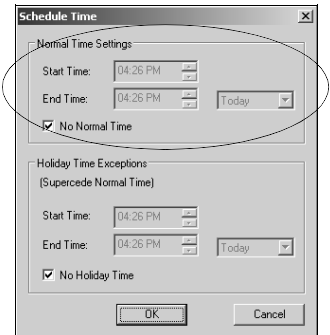 Schedule Time
Normal Time Settings
Start Time: 04:26 PM
End Time: 04:26 PM Today
No Normal Time
Holiday Time Exceptions
(Supercede Normal Time)
Start Time: 04:26 PM
End Time: 04:26 PM Today
No Holiday Time
OK Cancel